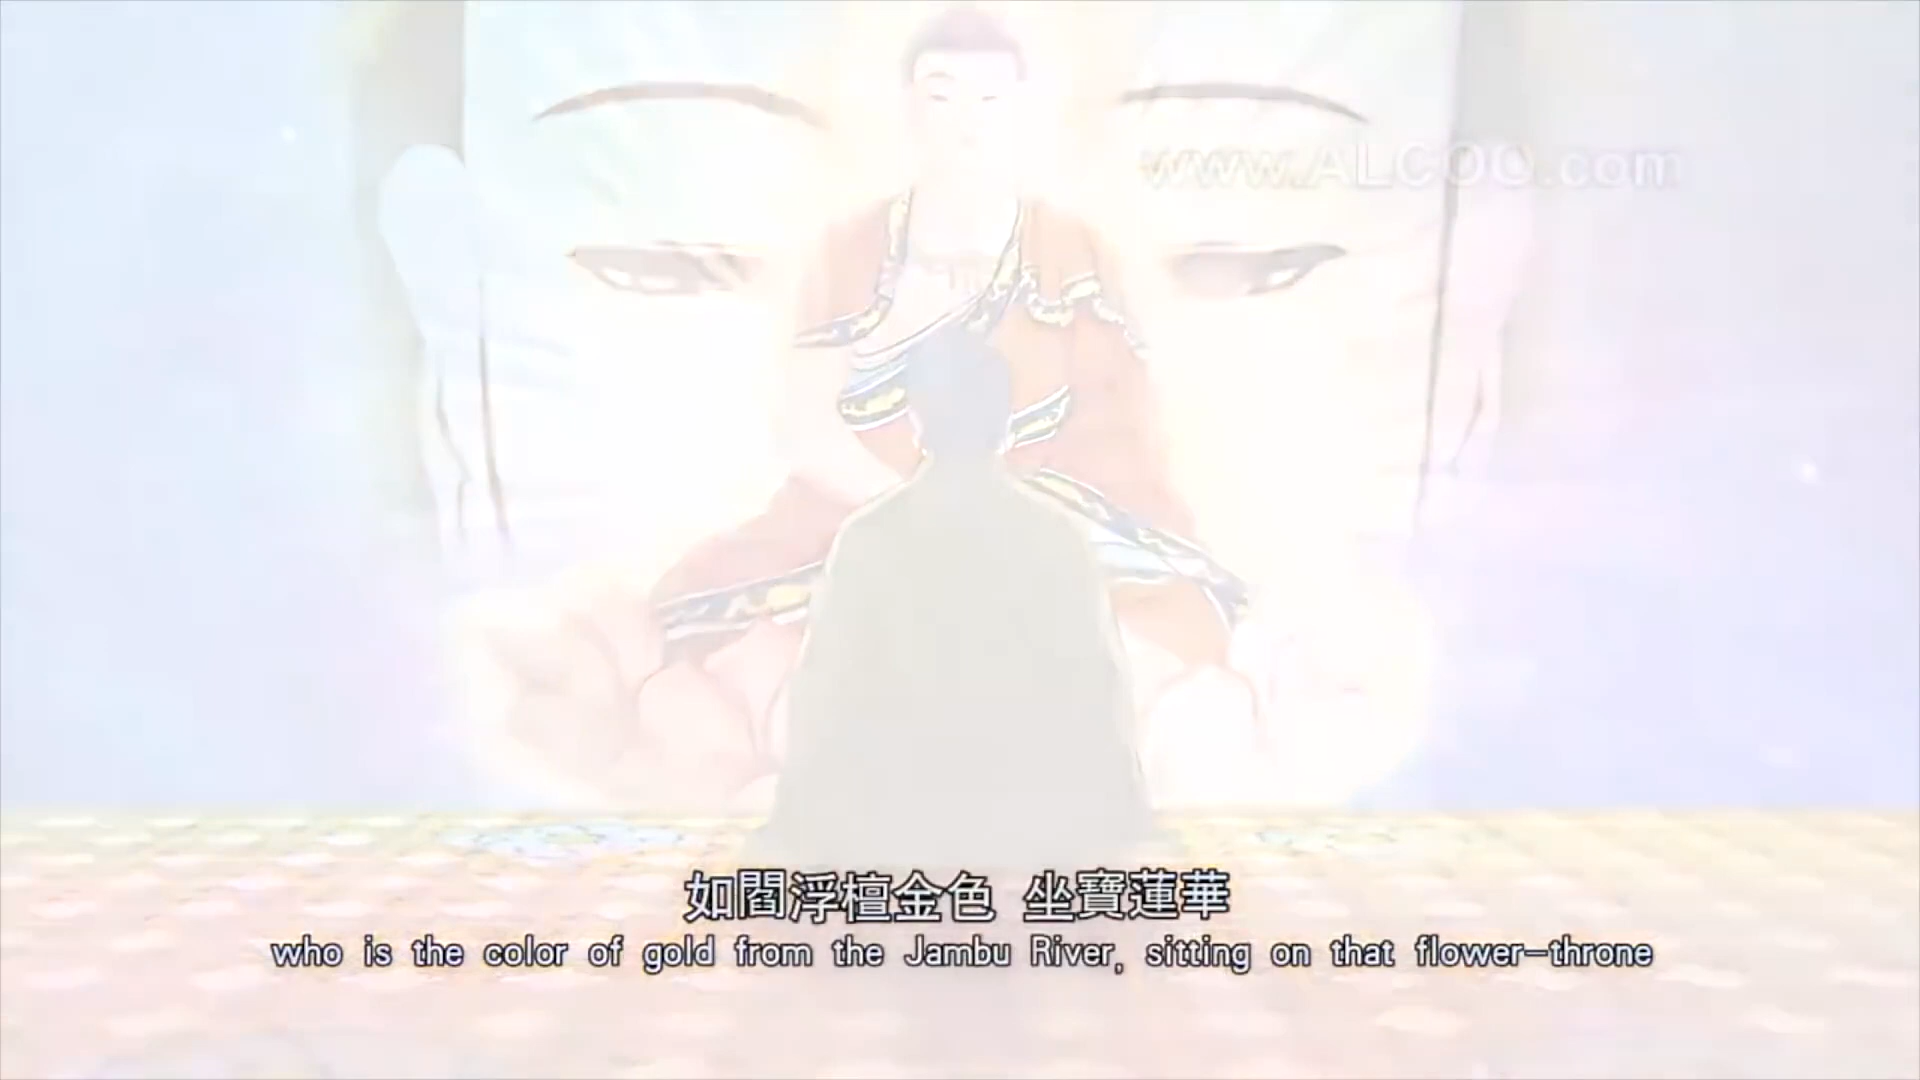 www.ALCOO.com
如閻浮檀金色 坐寶蓮華
who is the color of gold from the Jambu River, sitting on that flower-throne